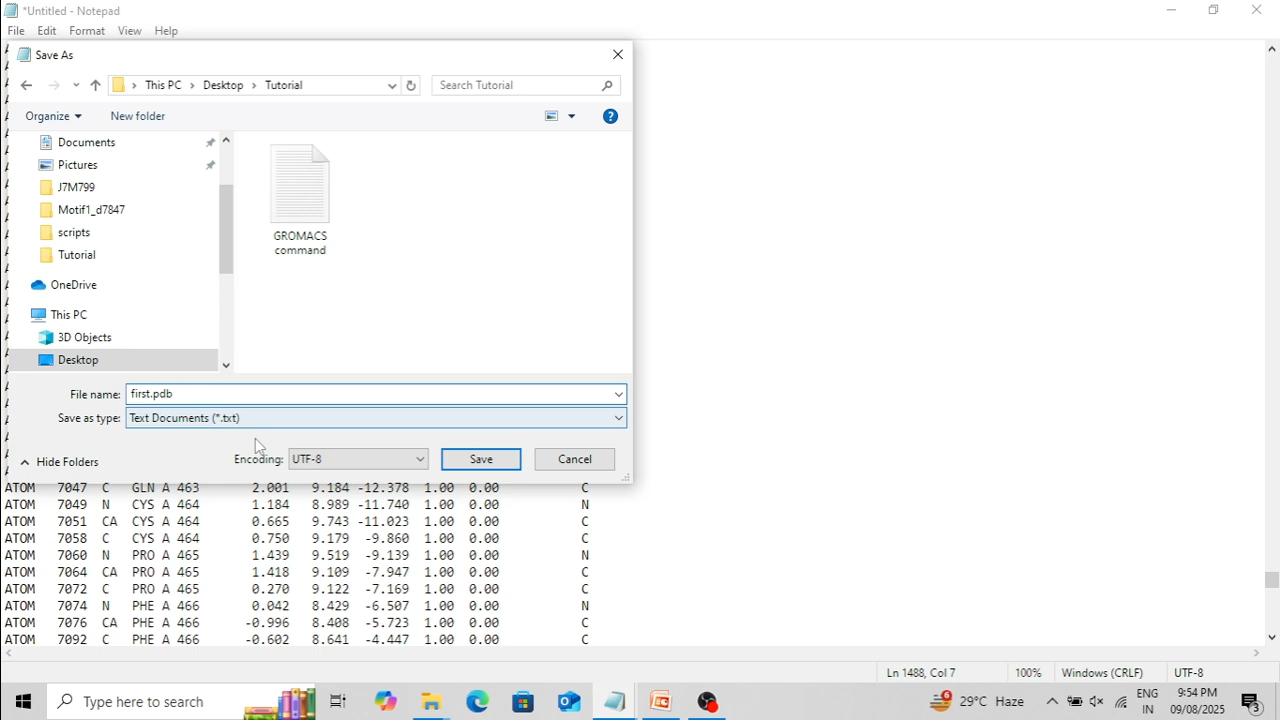 *Untitled - Notepad
File Edit Format View Help
Save As
This PC > Desktop > Tutorial
Search Tutorial
Organize
New folder
Documents
Pictures
J7M799
Motif1_d7847
scripts
Tutorial
OneDrive
This PC
3D Objects
Desktop
GROMACS
command
File name: first.pdb
Save as type: Text Documents (*.txt)
Hide Folders
Encoding: UTF-8
Save
Cancel
ATOM 7047 C GLN A 463 2.001 9.184 -12.378 1.00 0.00 C
ATOM 7049 N CYS A 464 1.184 8.989 -11.740 1.00 0.00 N
ATOM 7051 CA CYS A 464 0.665 9.743 -11.023 1.00 0.00 C
ATOM 7058 C CYS A 464 0.750 9.179 -9.860 1.00 0.00 C
ATOM 7060 N PRO A 465 1.439 9.519 -9.139 1.00 0.00 N
ATOM 7064 CA PRO A 465 1.418 9.109 -7.947 1.00 0.00 C
ATOM 7072 C PRO A 465 0.270 9.122 -7.169 1.00 0.00 C
ATOM 7074 N PHE A 466 0.042 8.429 -6.507 1.00 0.00 N
ATOM 7076 CA PHE A 466 -0.996 8.408 -5.723 1.00 0.00 C
ATOM 7092 C PHE A 466 -0.602 8.641 -4.447 1.00 0.00 C
Ln 1488, Col 7
100%
Windows (CRLF)
UTF-8
Type here to search
6
29°C Haze
ENG
IN
9:54 PM
09/08/2025
3